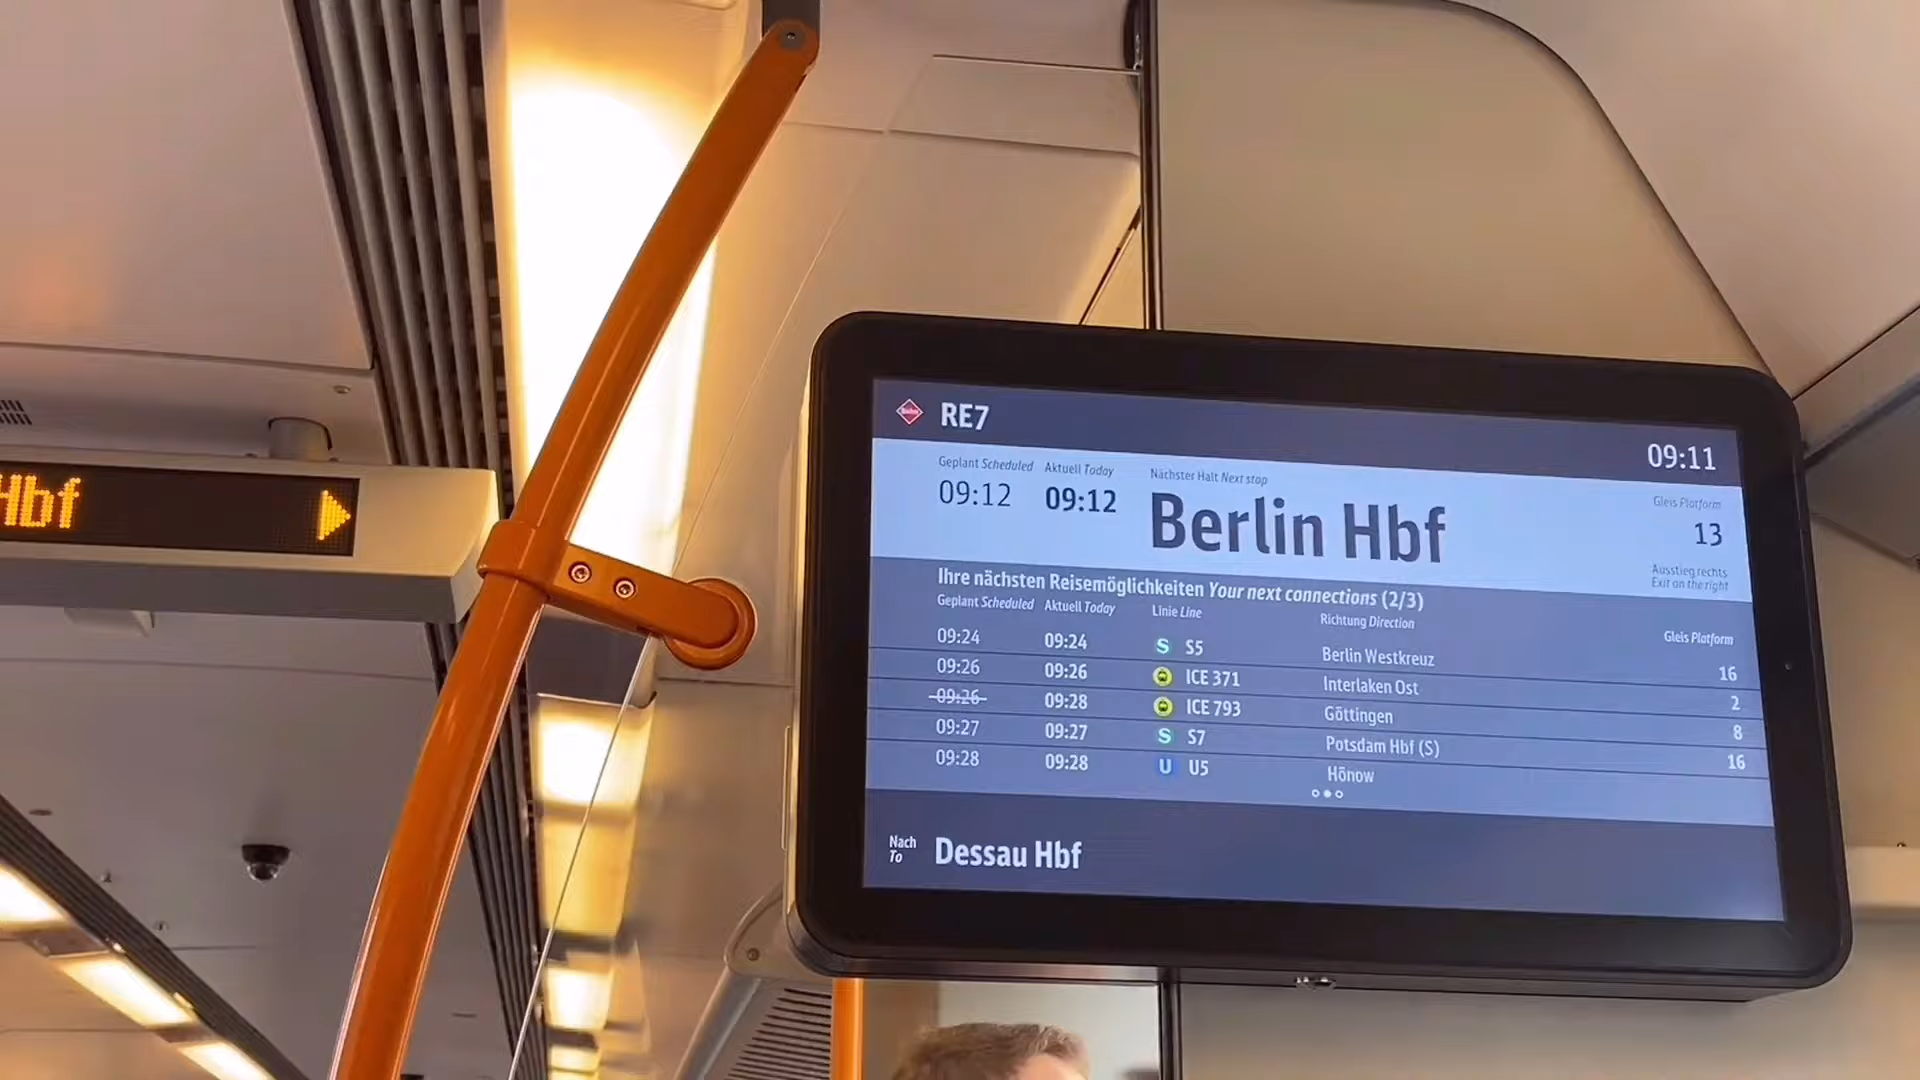 Hbf
RE7
09:11
Geplant Scheduled Aktuell Today Nächster Halt Next stop Gleis Platform
09:12 09:12 Berlin Hbf 13
Ausstieg rechts
Exit on the right
Ihre nächsten Reisemöglichkeiten Your next connections (2/3)
Geplant Scheduled Aktuell Today Linie Line Richtung Direction Gleis Platform
09:24 09:24 S S5 Berlin Westkreuz 16
09:26 09:26 ICE 371 Interlaken Ost 2
09:26 09:28 ICE 793 Göttingen 8
09:27 09:27 S S7 Potsdam Hbf (S) 16
09:28 09:28 U U5 Hönow
Nach
To
Dessau Hbf